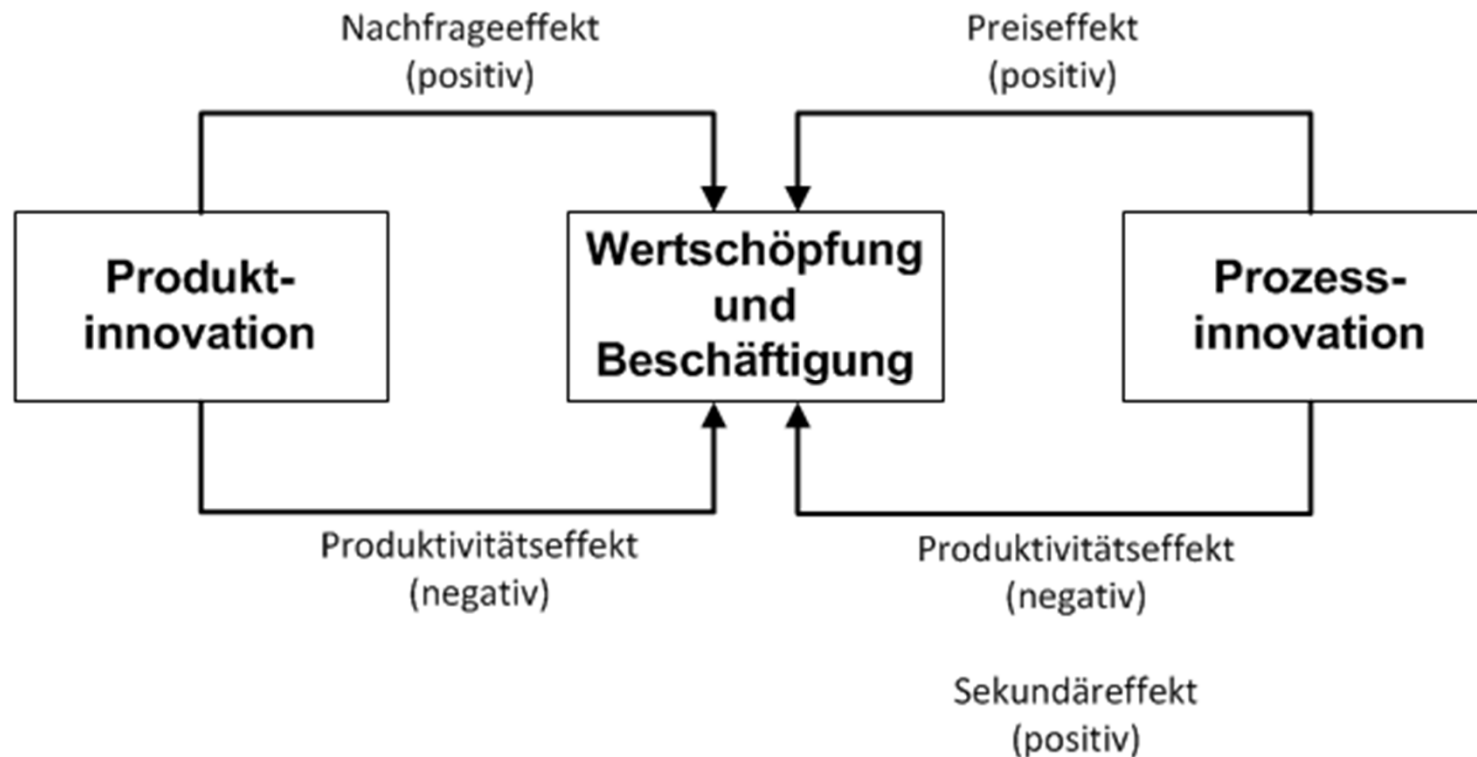 Nachfrageeffekt
(positiv)
Preiseffekt
(positiv)
Produkt-
innovation
Wertschöpfung
und
Beschäftigung
Prozess-
innovation
Produktivitätseffekt
(negativ)
Produktivitätseffekt
(negativ)
Sekundäreffekt
(positiv)